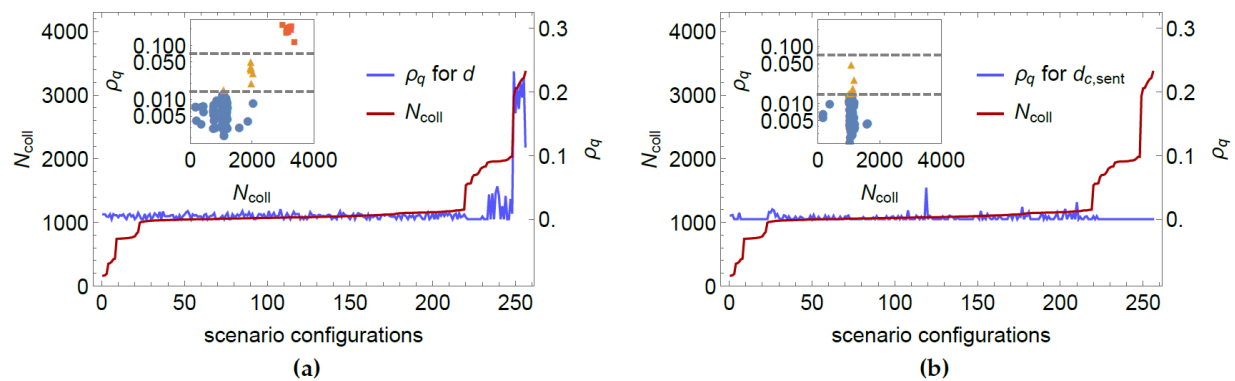 4000
3000
2000
1000
0
N_coll
0.3
0.2
0.1
0.
ρ_q
0.100
0.050
0.010
0.005
ρ_q
0 2000 4000
N_coll
ρ_q for d
N_coll
0 50 100 150 200 250
scenario configurations
(a)
4000
3000
2000
1000
0
N_coll
0.3
0.2
0.1
0.
ρ_q
0.100
0.050
0.010
0.005
ρ_q
0 2000 4000
N_coll
ρ_q for d_c,sent
N_coll
0 50 100 150 200 250
scenario configurations
(b)